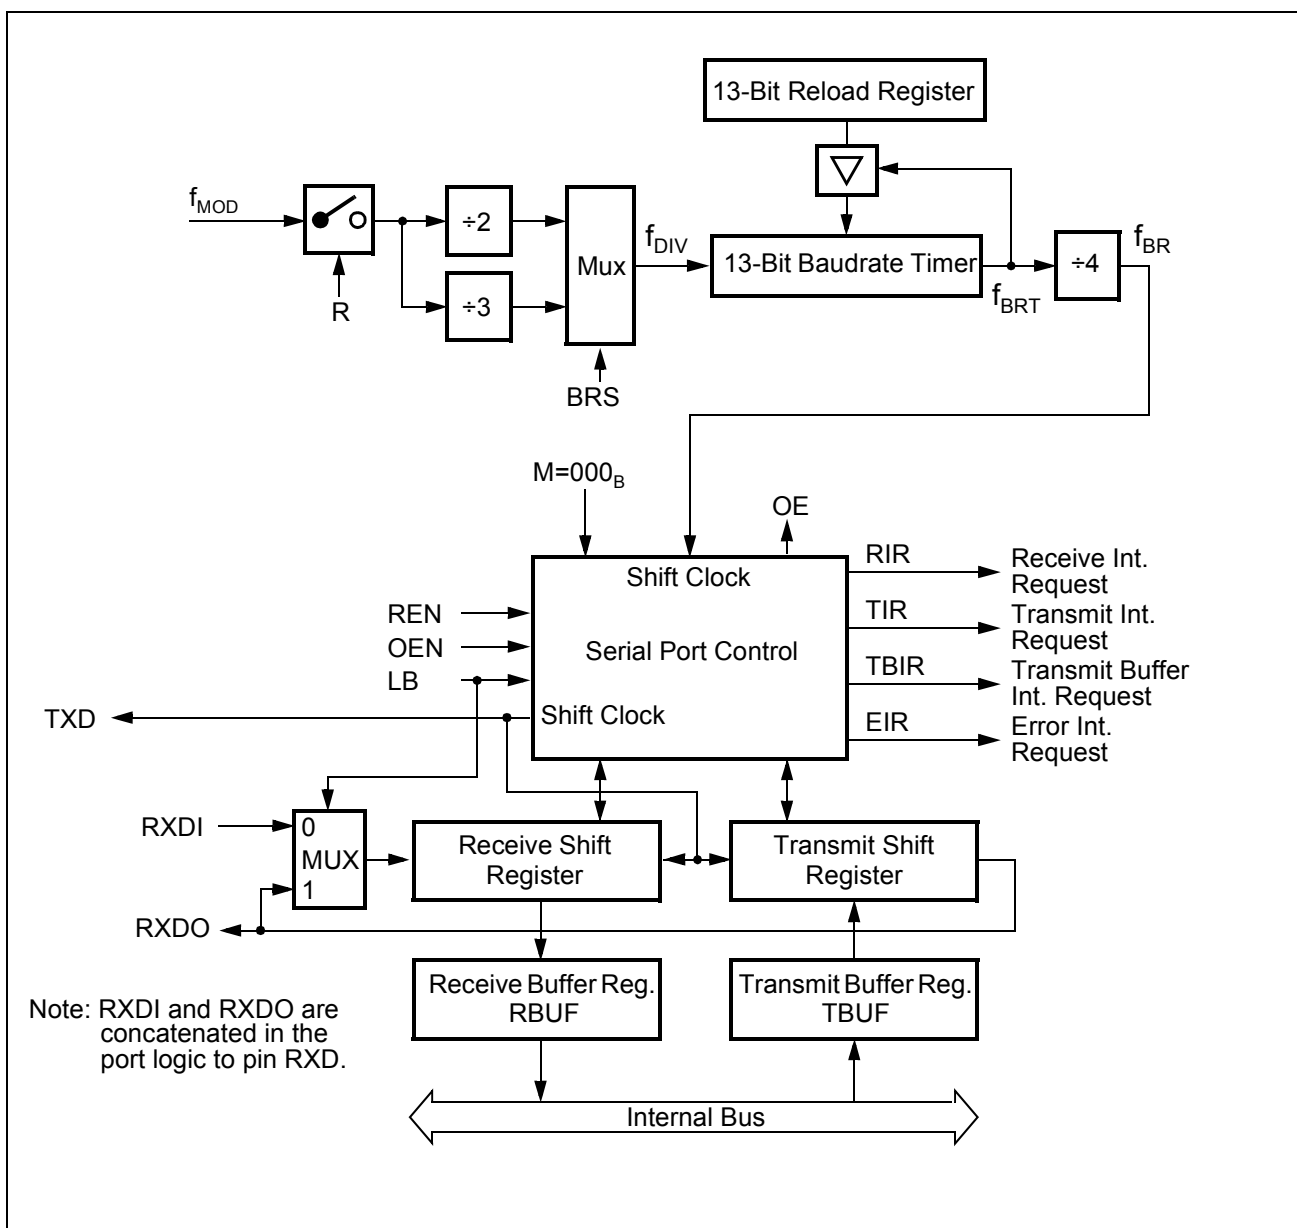 13-Bit Reload Register
fMOD
÷2
÷3
R
Mux
BRS
fDIV
13-Bit Baudrate Timer
fBRT
÷4
fBR
M=000B
OE
Shift Clock
REN
OEN
LB
Serial Port Control
Shift Clock
TXD
RIR
Receive Int.
Request
TIR
Transmit Int.
Request
TBIR
Transmit Buffer
Int. Request
EIR
Error Int.
Request
RXDI
0
MUX
1
RXDO
Receive Shift
Register
Transmit Shift
Register
Receive Buffer Reg.
RBUF
Transmit Buffer Reg.
TBUF
Note: RXDI and RXDO are
concatenated in the
port logic to pin RXD.
Internal Bus